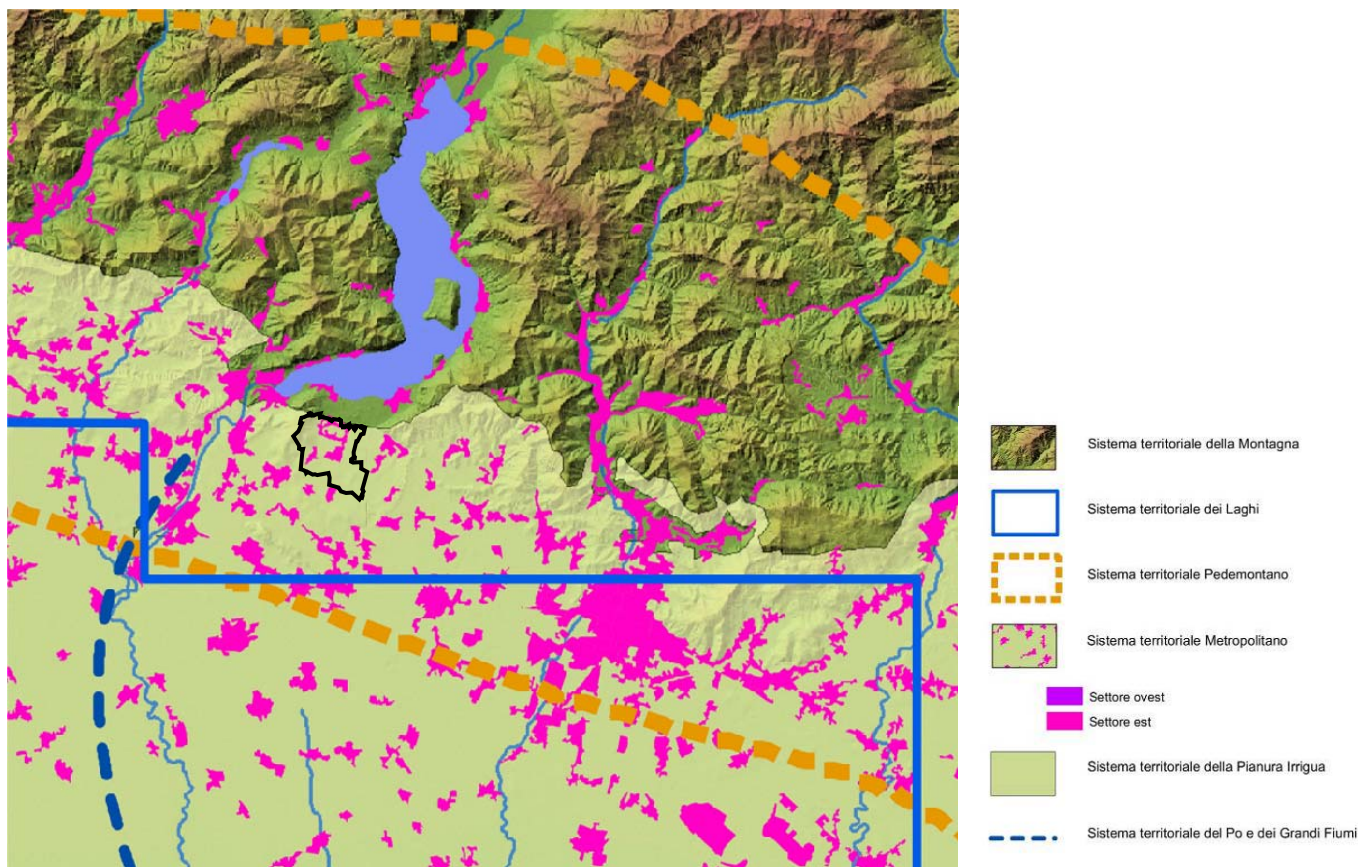 Sistema territoriale della Montagna
Sistema territoriale dei Laghi
Sistema territoriale Pedemontano
Sistema territoriale Metropolitano
Settore ovest
Settore est
Sistema territoriale della Pianura Irrigua
Sistema territoriale del Po e dei Grandi Fiumi